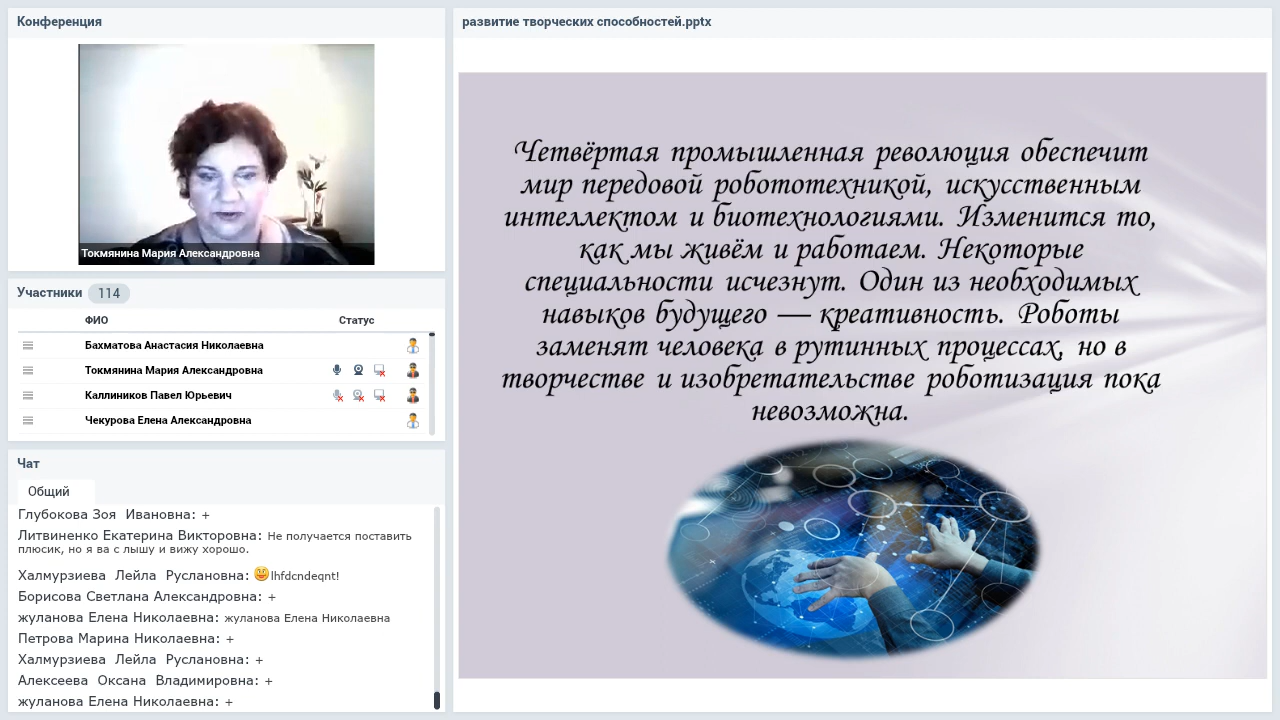 Конференция
Токмянина Мария Александровна
Участники 114
ФИО Статус
Бахматова Анастасия Николаевна
Токмянина Мария Александровна
Каллиников Павел Юрьевич
Чекурова Елена Александровна
Чат
Общий
Глубокова Зоя Ивановна: +
Литвиненко Екатерина Викторовна: Не получается поставить
плюсик, но я ва с лышу и вижу хорошо.
Халмурзиева Лейла Руслановна: lhfdcndeqnt!
Борисова Светлана Александровна: +
жуланова Елена Николаевна: жуланова Елена Николаевна
Петрова Марина Николаевна: +
Халмурзиева Лейла Руслановна: +
Алексеева Оксана Владимировна: +
жуланова Елена Николаевна: +
развитие творческих способностей.pptx
Четвёртая промышленная революция обеспечит
мир передовой робототехникой, искусственным
интеллектом и биотехнологиями. Изменится то,
как мы живём и работаем. Некоторые
специальности исчезнут. Один из необходимых
навыков будущего — креативность. Роботы
заменят человека в рутинных процессах, но в
творчестве и изобретательстве роботизация пока
невозможна.